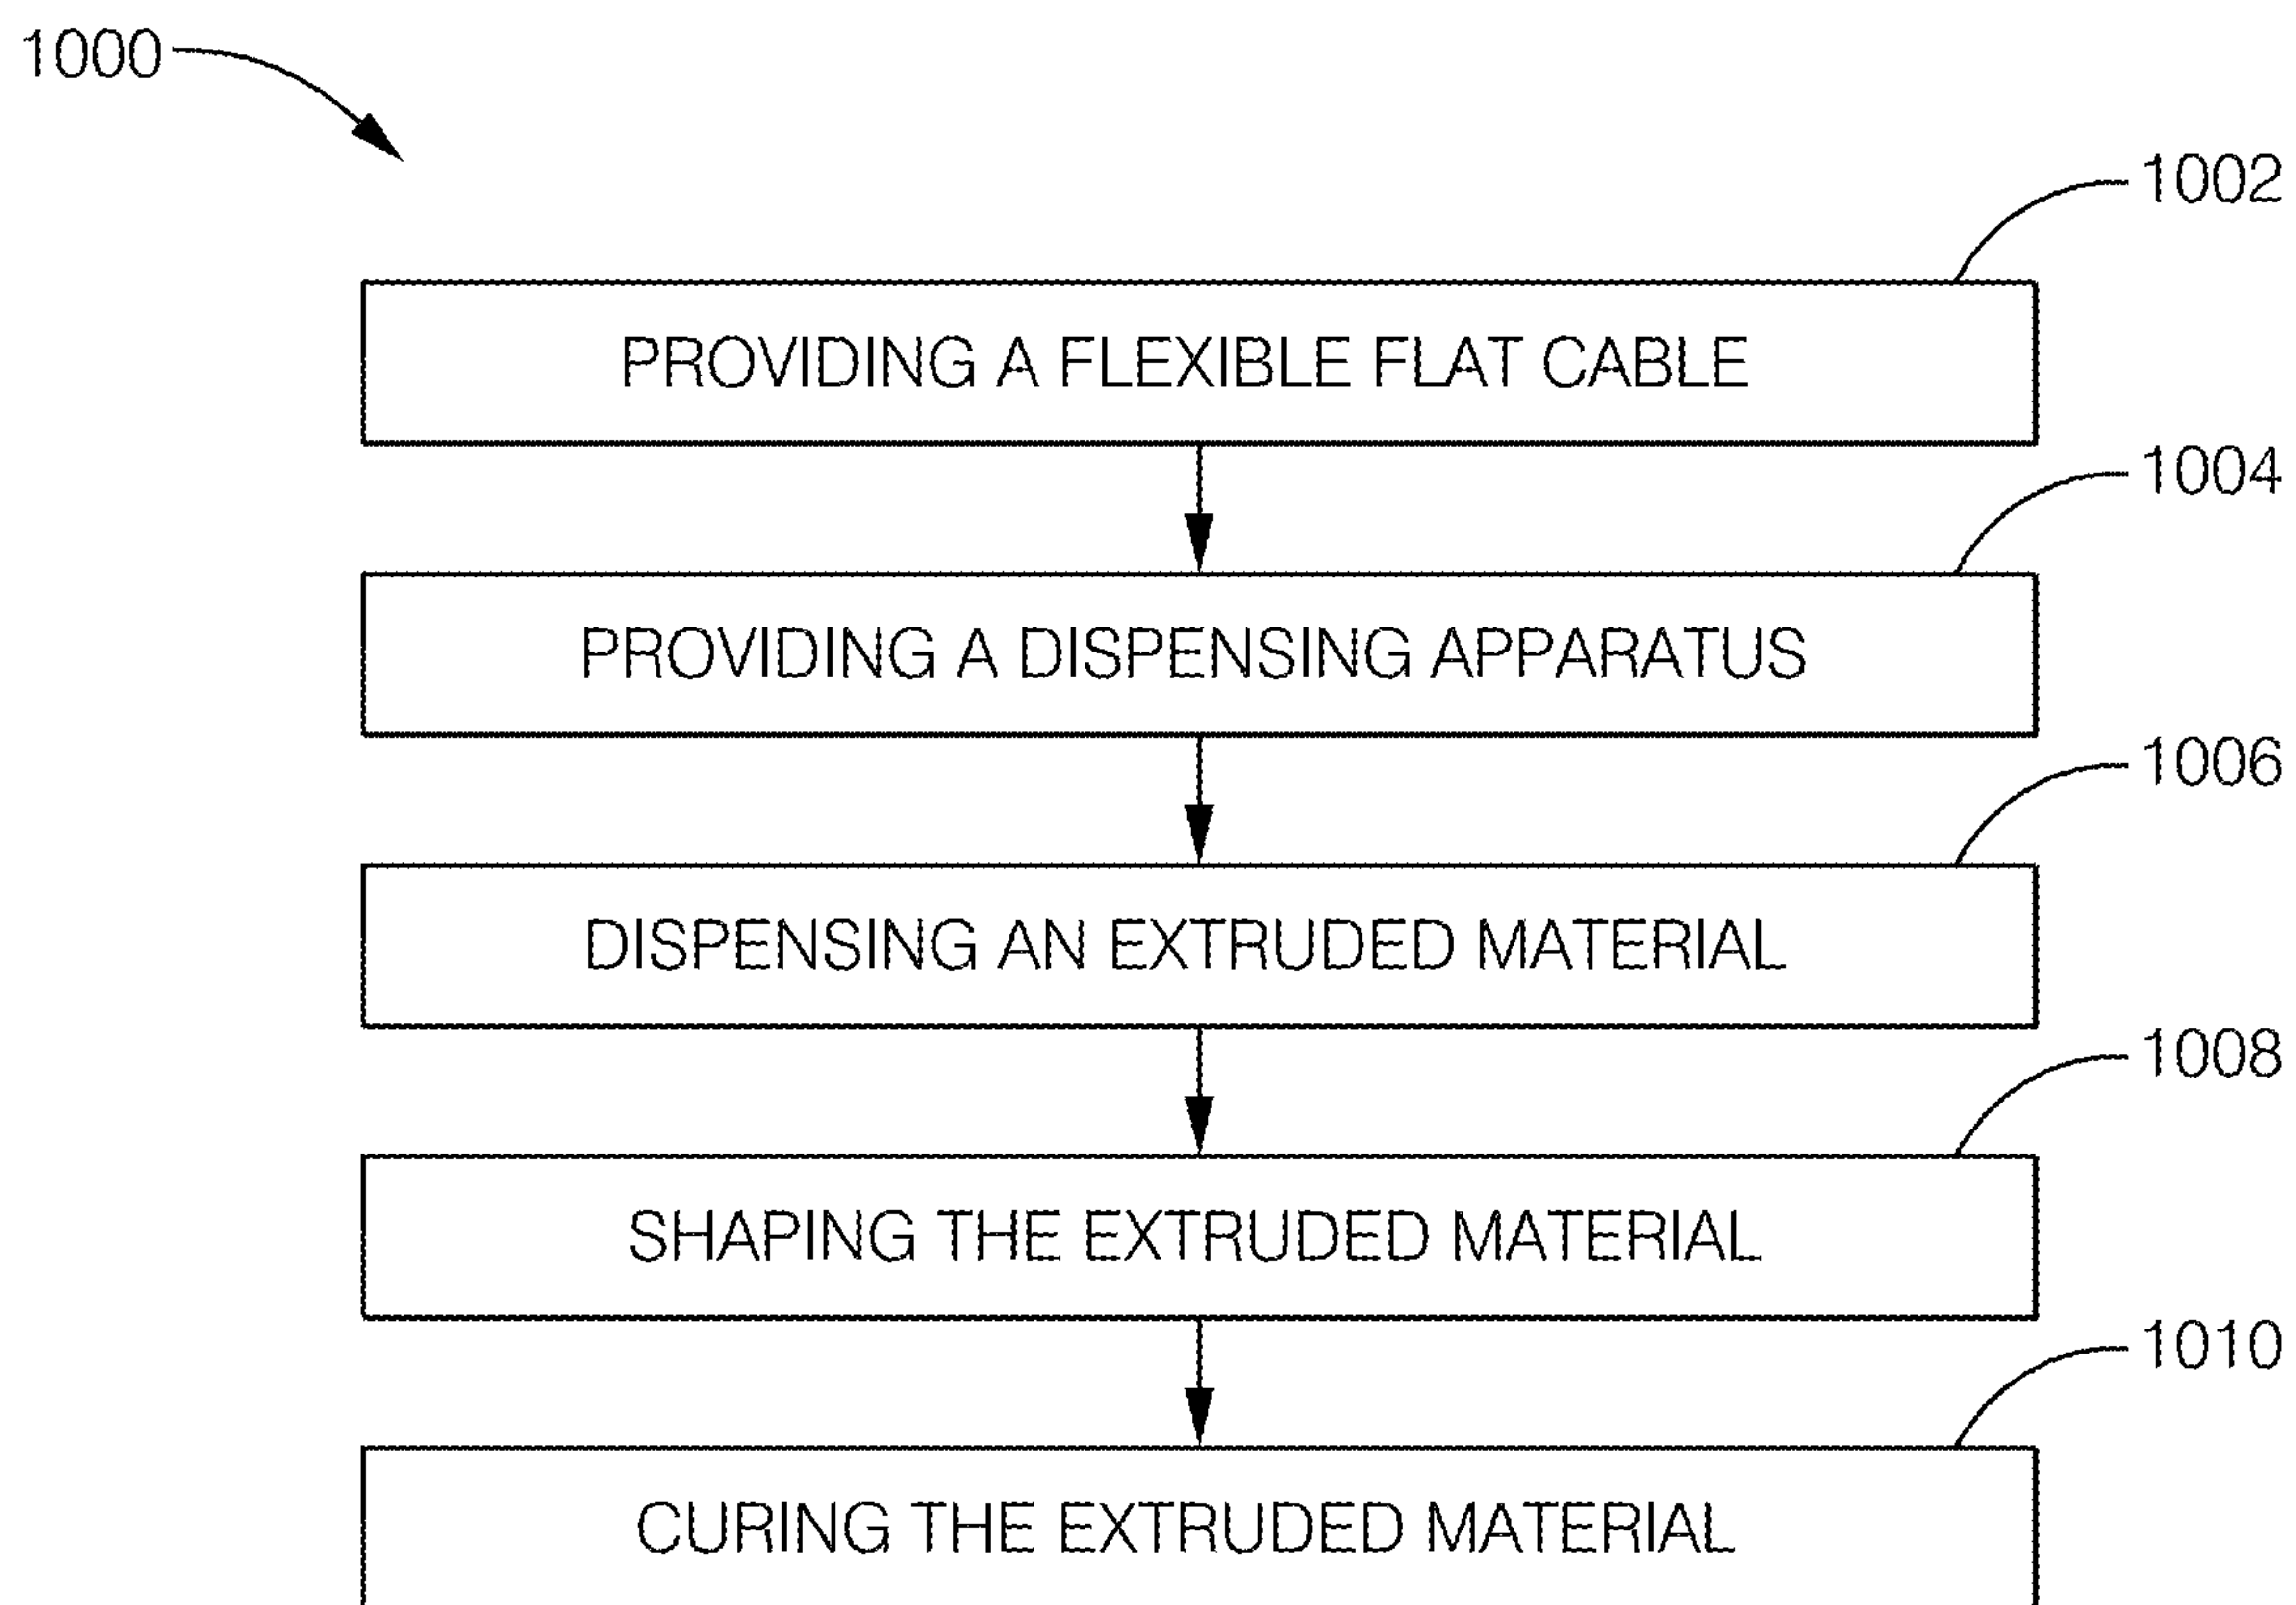 1000
1002
PROVIDING A FLEXIBLE FLAT CABLE
1004
PROVIDING A DISPENSING APPARATUS
1006
DISPENSING AN EXTRUDED MATERIAL
1008
SHAPING THE EXTRUDED MATERIAL
1010
CURING THE EXTRUDED MATERIAL